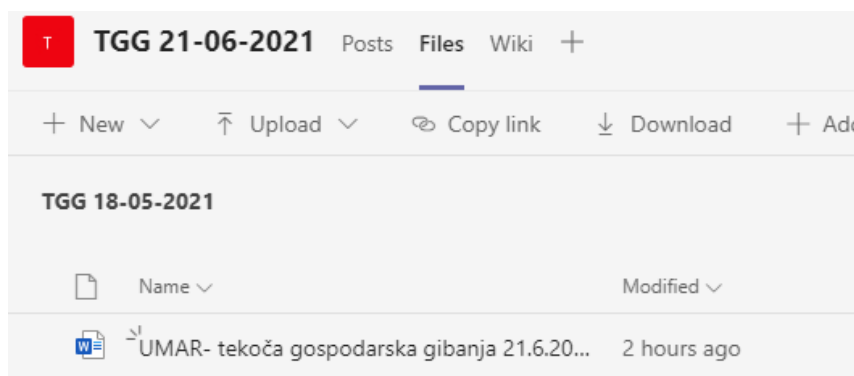 T TGG 21-06-2021 Posts Files Wiki
New Upload Copy link Download Add
TGG 18-05-2021
Name Modified
UMAR- tekoča gospodarska gibanja 21.6.20... 2 hours ago